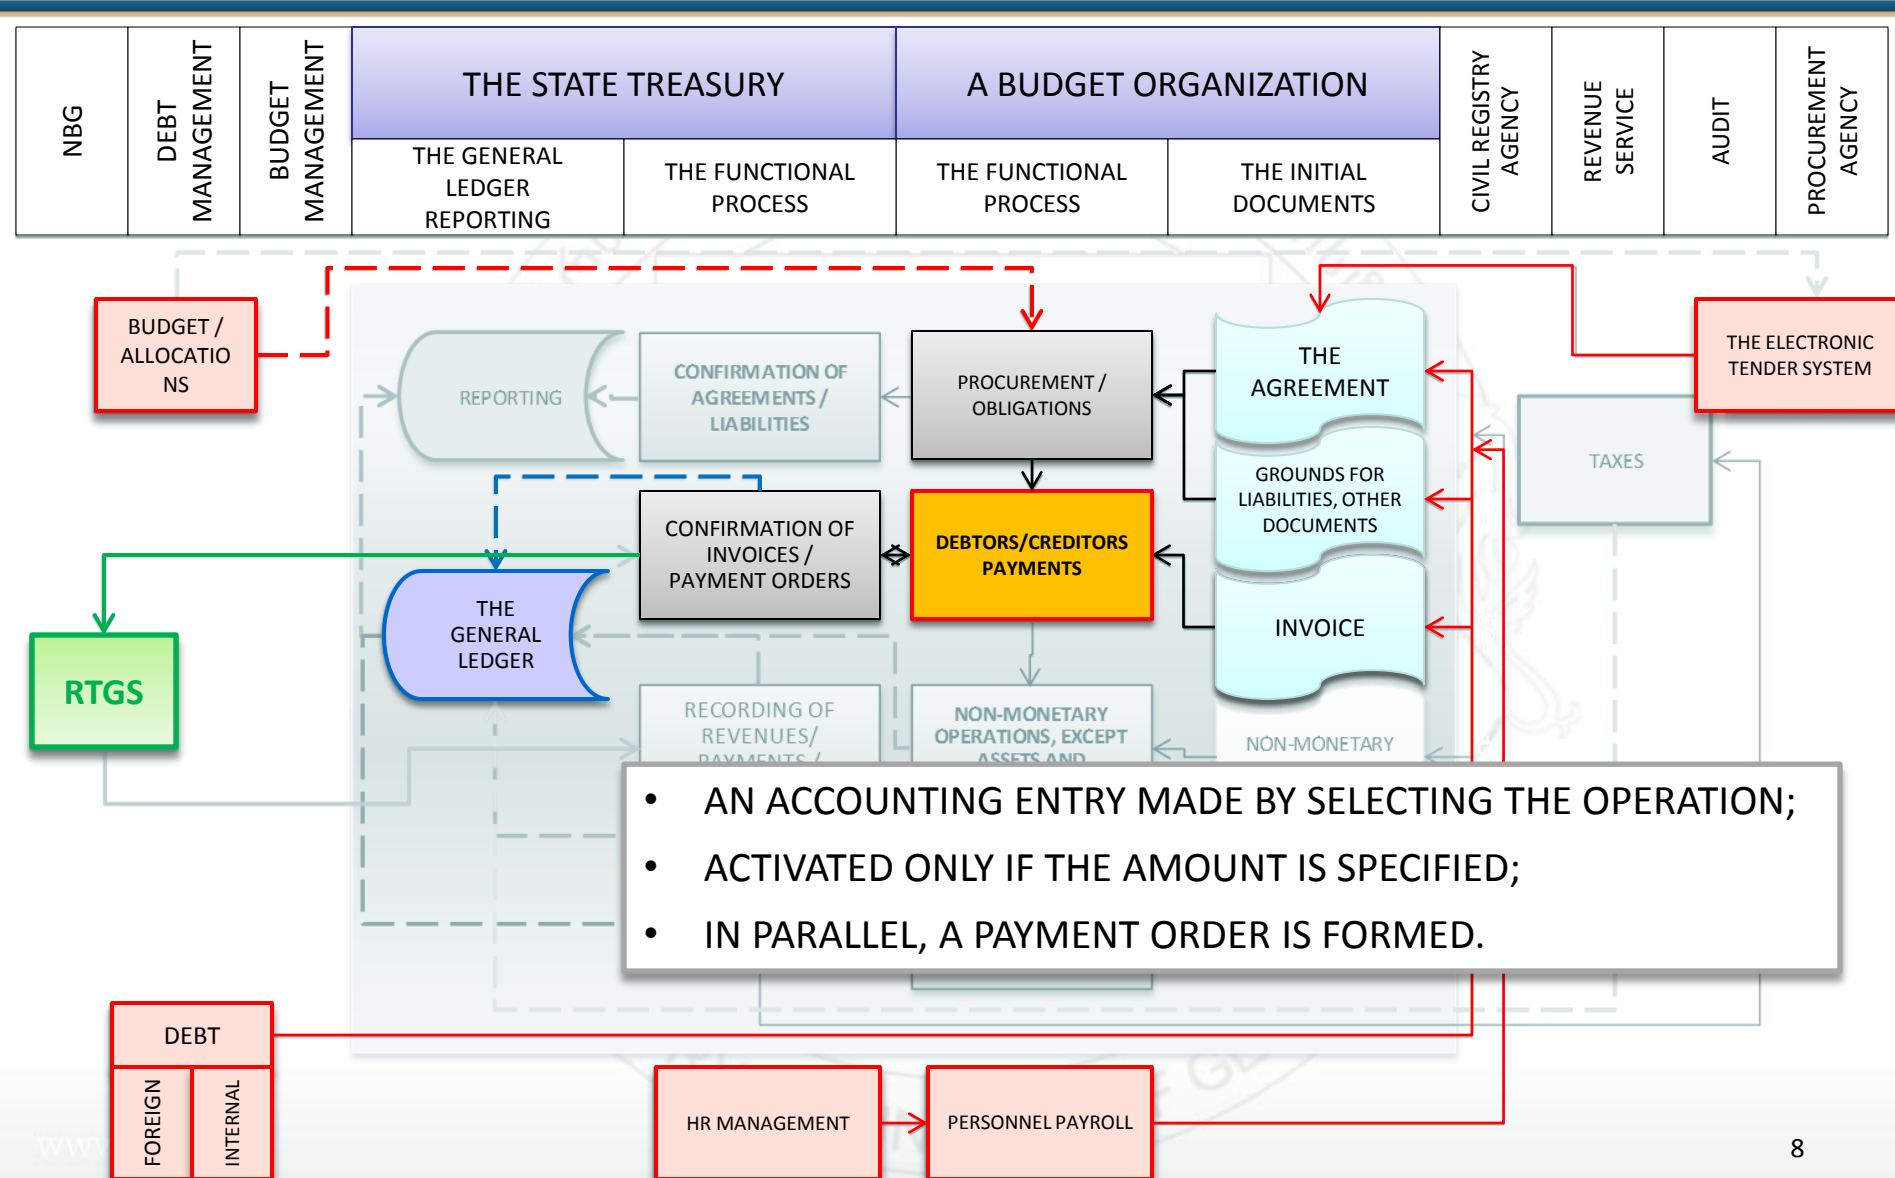 NBG
DEBT
MANAGEMENT
BUDGET
MANAGEMENT
THE STATE TREASURY
A BUDGET ORGANIZATION
THE GENERAL
LEDGER
REPORTING
THE FUNCTIONAL
PROCESS
THE FUNCTIONAL
PROCESS
THE INITIAL
DOCUMENTS
CIVIL REGISTRY
AGENCY
REVENUE
SERVICE
AUDIT
PROCUREMENT
AGENCY
BUDGET /
ALLOCATIO
NS
REPORTING
CONFIRMATION OF
AGREEMENTS /
LIABILITIES
PROCUREMENT /
OBLIGATIONS
THE
AGREEMENT
THE ELECTRONIC
TENDER SYSTEM
TAXES
GROUNDS FOR
LIABILITIES, OTHER
DOCUMENTS
CONFIRMATION OF
INVOICES /
PAYMENT ORDERS
DEBTORS/CREDITORS
PAYMENTS
THE
GENERAL
LEDGER
INVOICE
RTGS
RECORDING OF
REVENUES/
PAYMENTS /
NON-MONETARY
OPERATIONS, EXCEPT
ASSETS AND
NON-MONETARY
• AN ACCOUNTING ENTRY MADE BY SELECTING THE OPERATION;
• ACTIVATED ONLY IF THE AMOUNT IS SPECIFIED;
• IN PARALLEL, A PAYMENT ORDER IS FORMED.
DEBT
FOREIGN
INTERNAL
HR MANAGEMENT
PERSONNEL PAYROLL
8